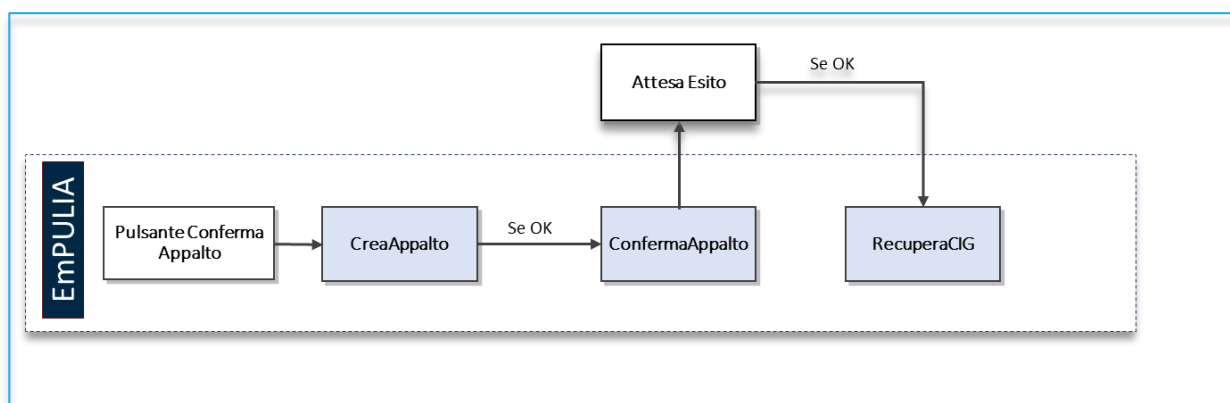 Attesa Esito
Se OK
EmPULIA
Pulsante Conferma
Appalto
CreaAppalto
Se OK
ConfermaAppalto
RecuperaCIG